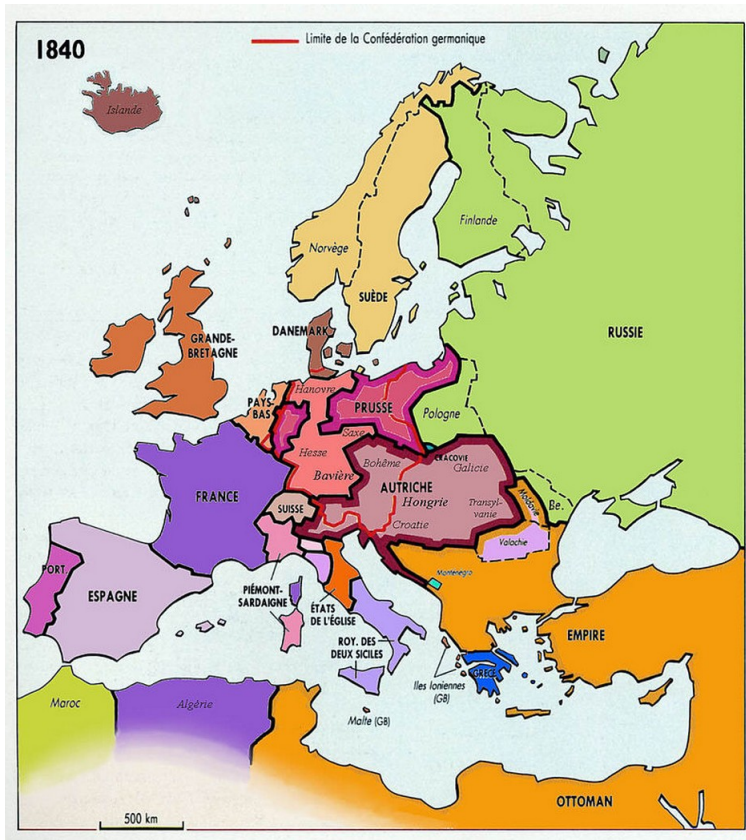 1840
Limite de la Confédération germanique
Islande
Finlande
Norvège
SUÈDE
RUSSIE
DANEMARK
GRANDE-
BRETAGNE
Hanovre
PAYS-
BAS
PRUSSE
Pologne
Saxe
Hesse
Bohême
CRACOVIE
Galicie
Bavière
AUTRICHE
Hongrie
Transyl-
vanie
Moldavie
Be.
FRANCE
SUISSE
Croatie
Valachie
PORT.
ESPAGNE
PIÉMONT-
SARDAIGNE
ÉTATS
DE L'ÉGLISE
Montenegro
ROY. DES
DEUX SICILES
EMPIRE
GRÈCE
Iles Ioniennes
(GB)
Maroc
Algérie
Malte (GB)
OTTOMAN
500 km